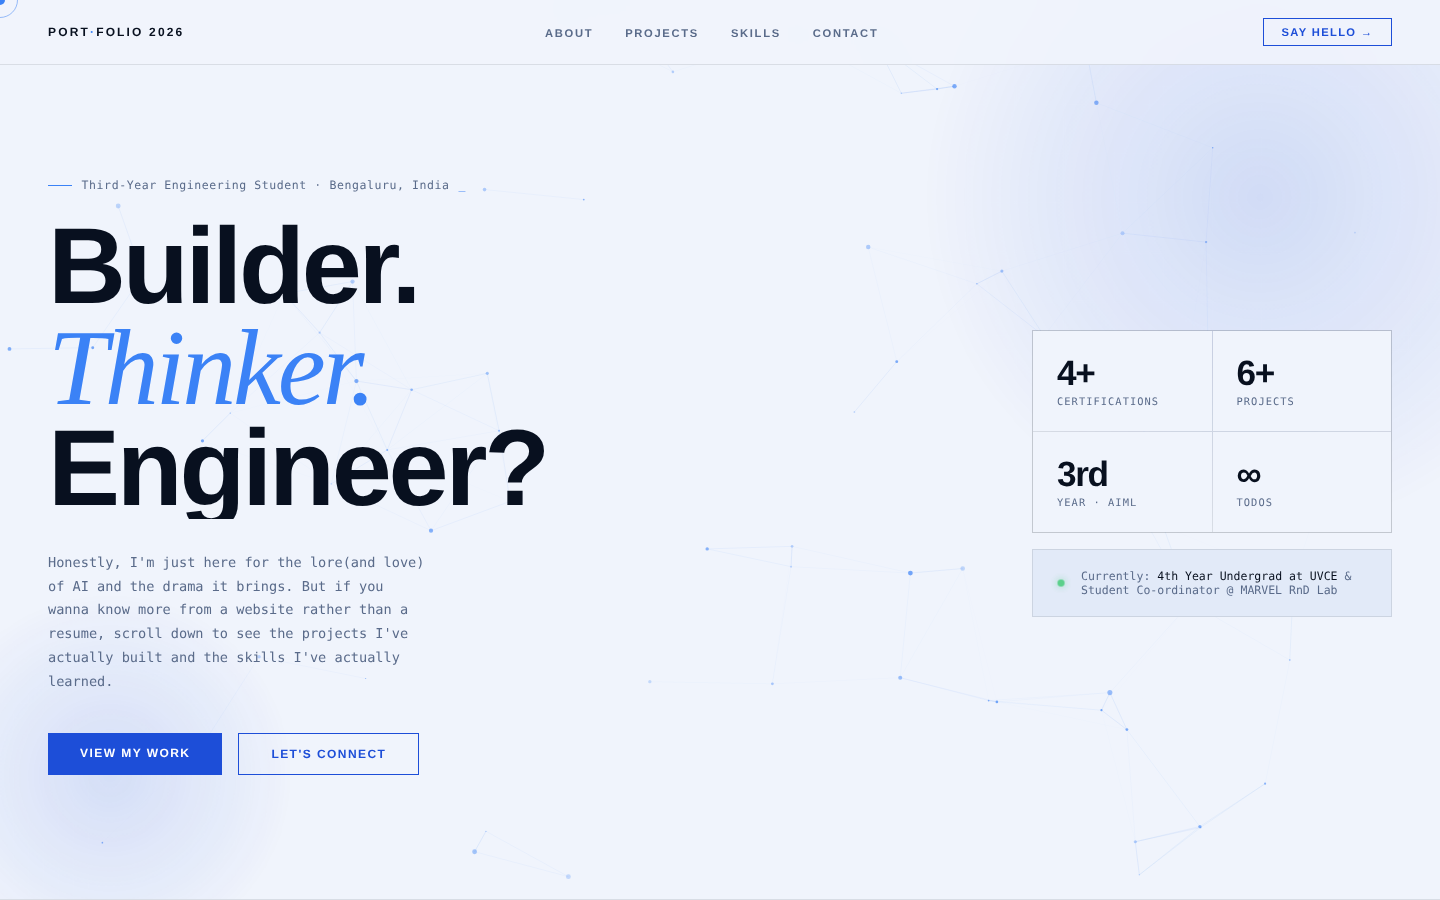 PORT·FOLIO 2026
ABOUT PROJECTS SKILLS CONTACT
SAY HELLO →
Third-Year Engineering Student · Bengaluru, India _
Builder.
Thinker.
Engineer?
Honestly, I'm just here for the lore(and love)
of AI and the drama it brings. But if you
wanna know more from a website rather than a
resume, scroll down to see the projects I've
actually built and the skills I've actually
learned.
VIEW MY WORK
LET'S CONNECT
4+
CERTIFICATIONS
6+
PROJECTS
3rd
YEAR · AIML
∞
TODOS
Currently: 4th Year Undergrad at UVCE &
Student Co-ordinator @ MARVEL RnD Lab